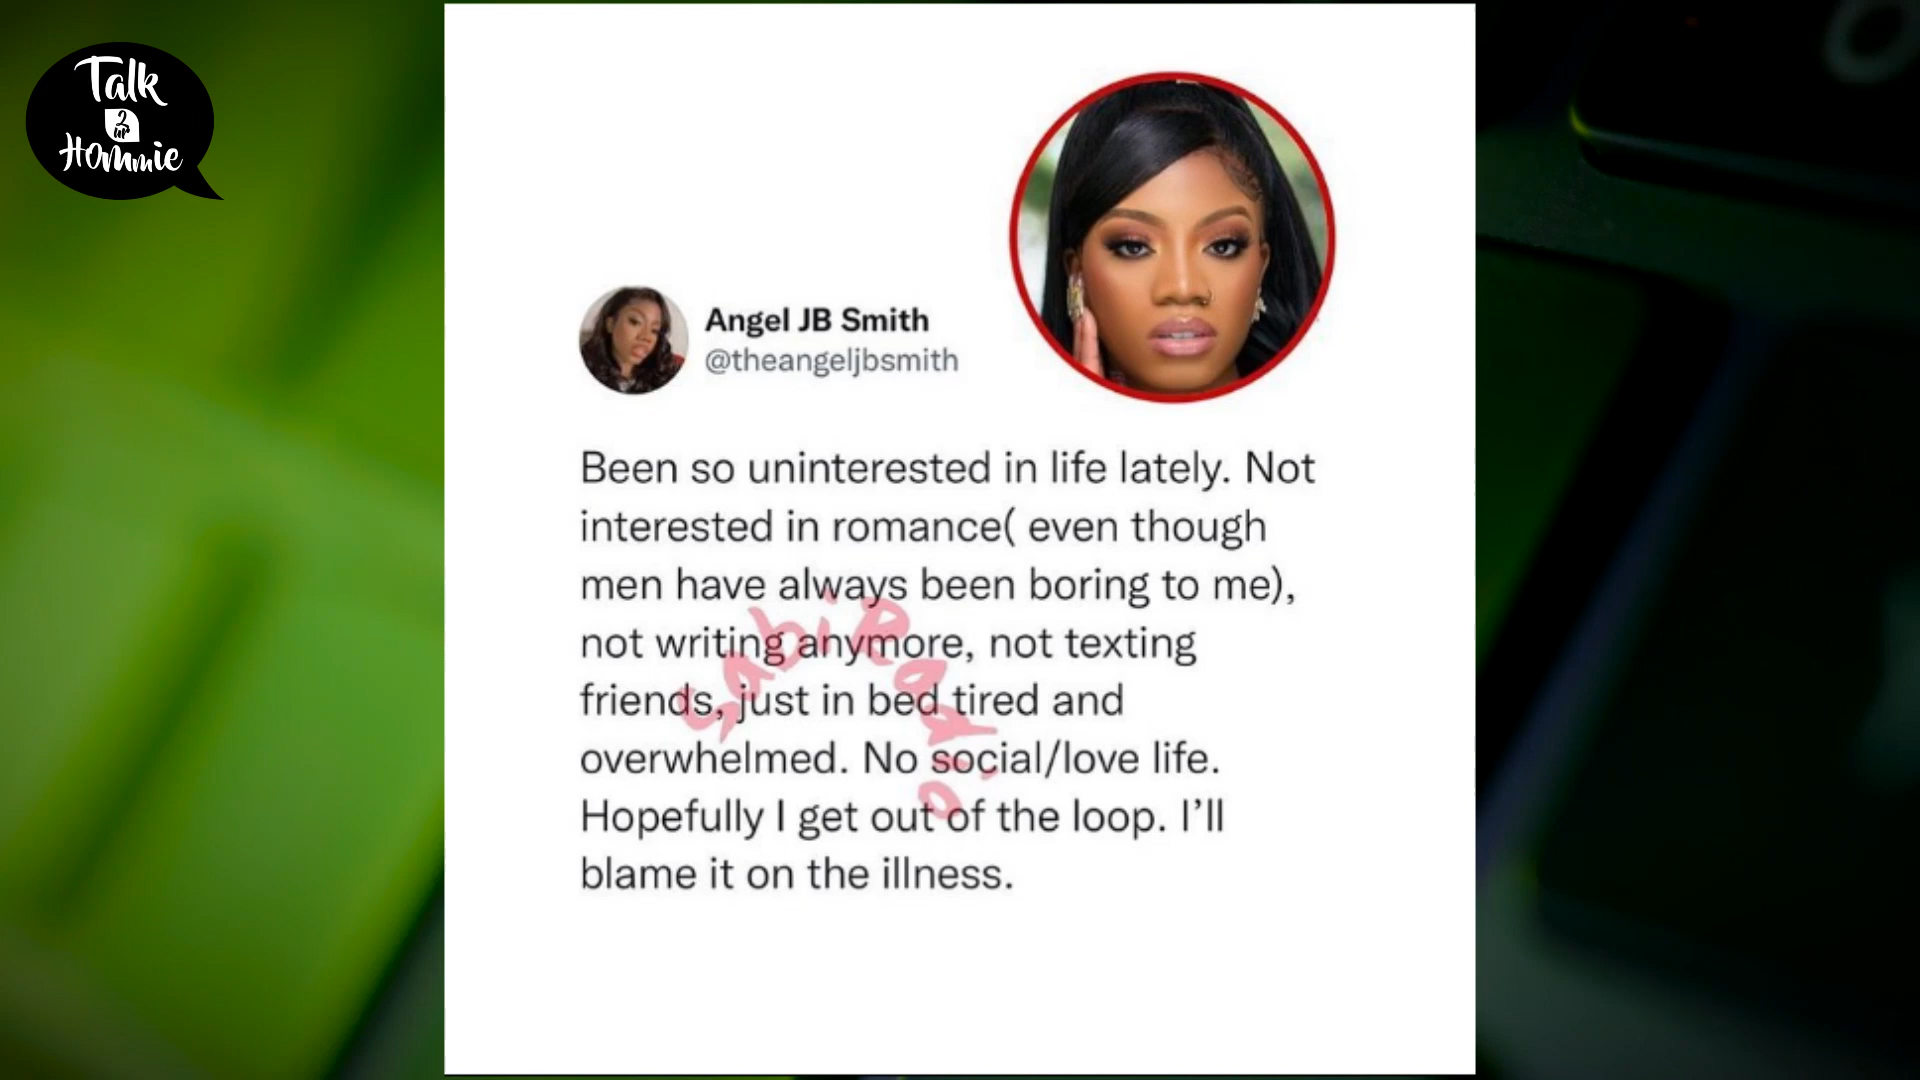 Talk
2
ur
Hommie
Angel JB Smith
@theangeljbsmith
Been so uninterested in life lately. Not
interested in romance( even though
men have always been boring to me),
not writing anymore, not texting
friends, just in bed tired and
overwhelmed. No social/love life.
Hopefully I get out of the loop. I’ll
blame it on the illness.
SabiRadio